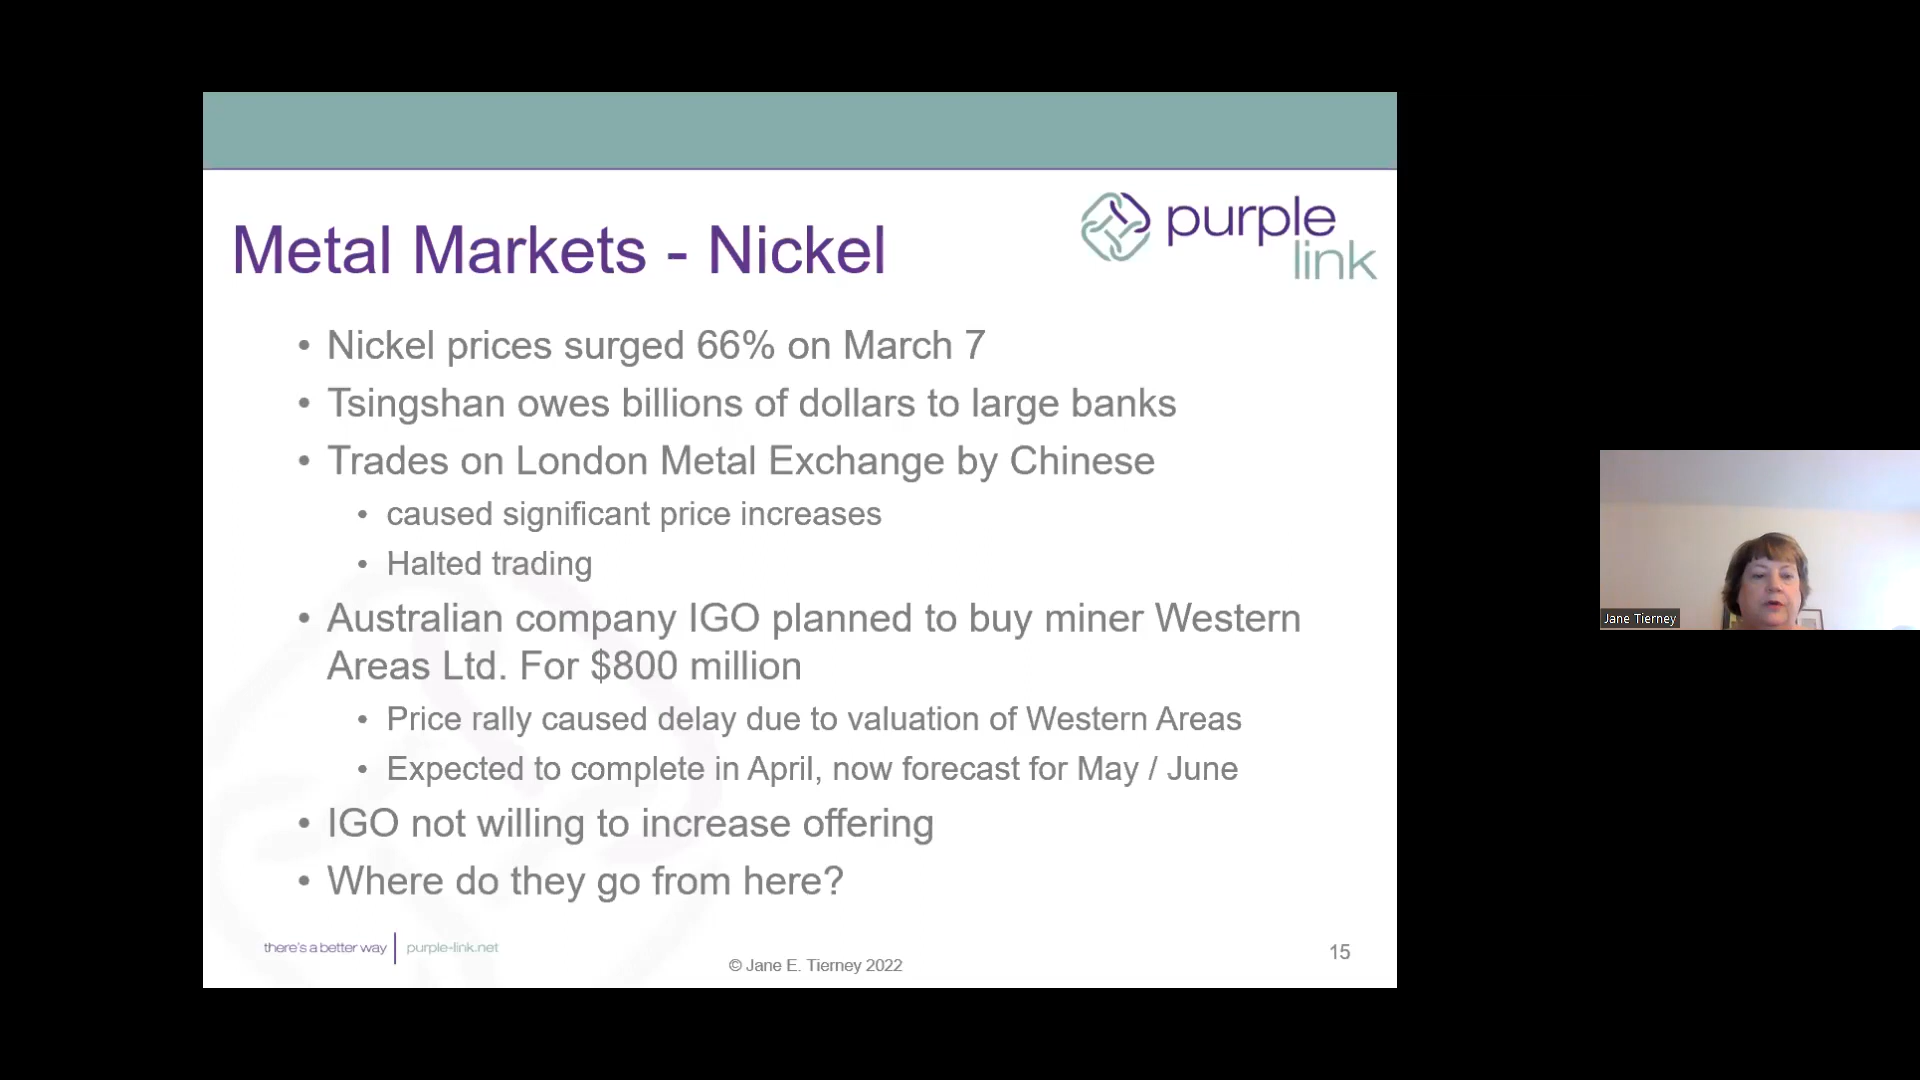 purple
link
Metal Markets - Nickel
• Nickel prices surged 66% on March 7
• Tsingshan owes billions of dollars to large banks
• Trades on London Metal Exchange by Chinese
• caused significant price increases
• Halted trading
• Australian company IGO planned to buy miner Western
Areas Ltd. For $800 million
• Price rally caused delay due to valuation of Western Areas
• Expected to complete in April, now forecast for May / June
• IGO not willing to increase offering
• Where do they go from here?
there's a better way | purple-link.net
© Jane E. Tierney 2022
15
Jane Tierney